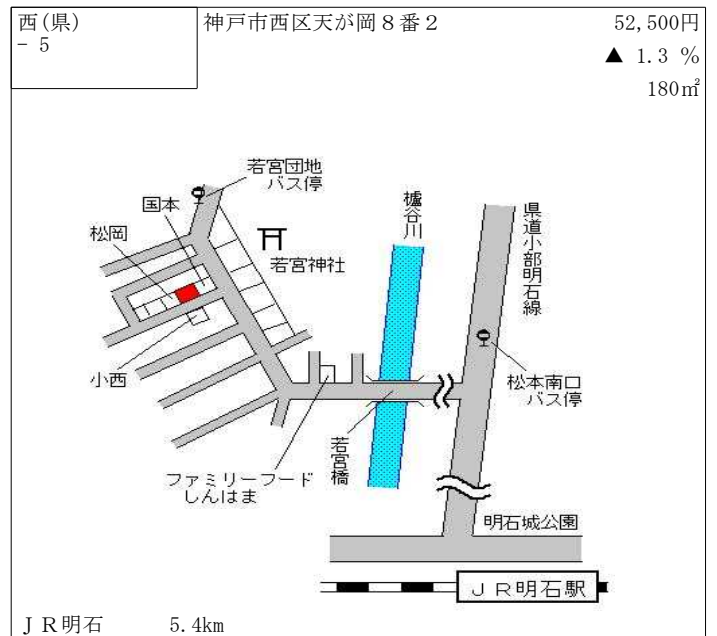 西(県)
- 5
神戸市西区天が岡８番２
52,500円
▲ 1.3 %
180㎡
若宮団地
バス停
国本
松岡
若宮神社
櫨谷川
県道小部明石線
小西
松本南口
バス停
若宮橋
ファミリーフード
しんはま
明石城公園
ＪＲ明石駅
ＪＲ明石 5.4km